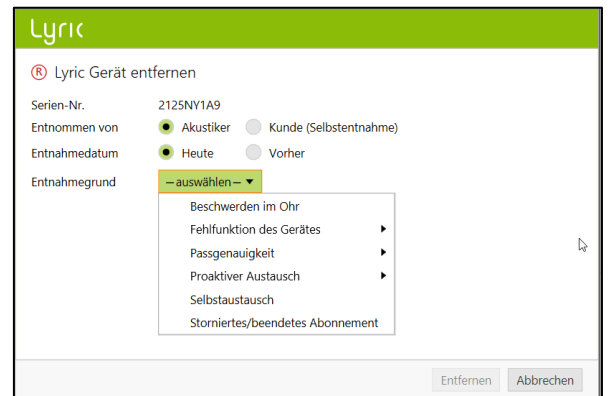 Lyric
R Lyric Gerät entfernen
Serien-Nr. 2125NY1A9
Entnommen von Akustiker Kunde (Selbstentnahme)
Entnahmedatum Heute Vorher
Entnahmegrund —auswählen—
Beschwerden im Ohr
Fehlfunktion des Gerätes
Passgenauigkeit
Proaktiver Austausch
Selbstaustausch
Storniertes/beendetes Abonnement
Entfernen Abbrechen